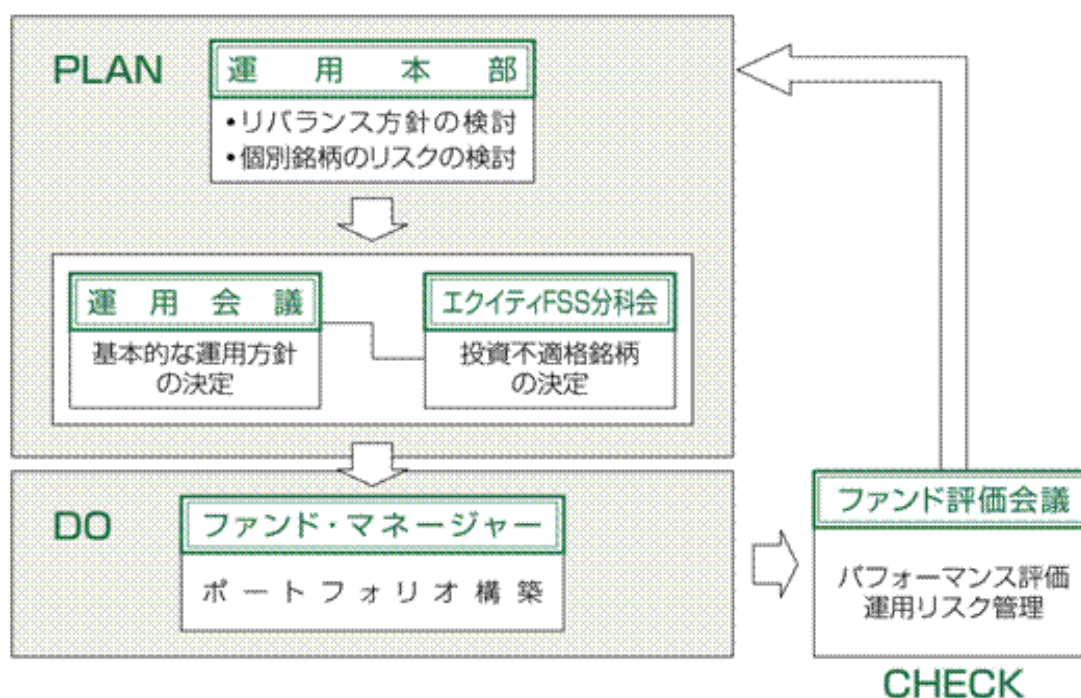 PLAN
運用本部
・リバランス方針の検討
・個別銘柄のリスクの検討
運用会議
基本的な運用方針
の決定
エクイティFSS分科会
投資不適格銘柄
の決定
DO
ファンド・マネージャー
ポートフォリオ構築
ファンド評価会議
パフォーマンス評価
運用リスク管理
CHECK